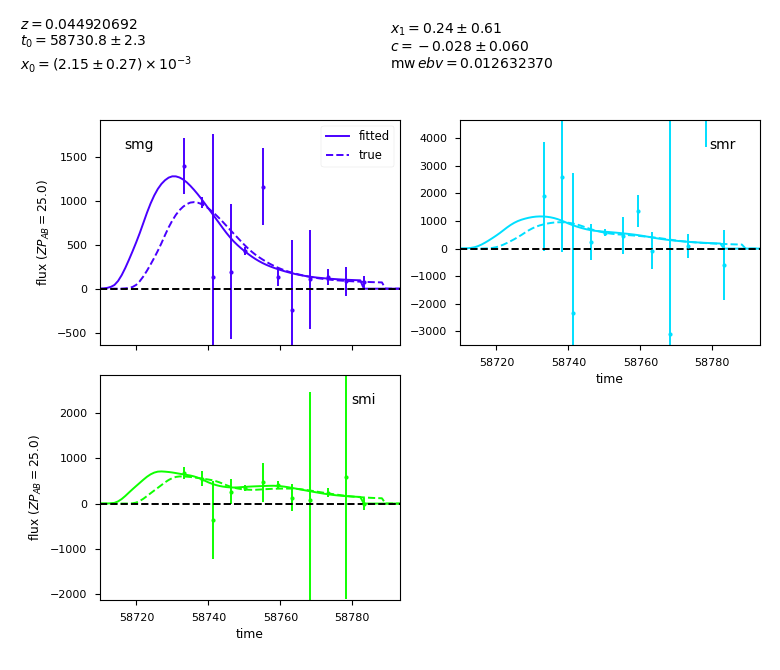 z = 0.044920692
t₀ = 58730.8 ± 2.3
x₀ = (2.15 ± 0.27) × 10⁻³
x₁ = 0.24 ± 0.61
c = −0.028 ± 0.060
mw ebv = 0.012632370
smg
fitted
true
1500
1000
500
0
−500
flux (ZP_AB = 25.0)
smr
4000
3000
2000
1000
0
−1000
−2000
−3000
58720 58740 58760 58780
time
smi
2000
1000
0
−1000
−2000
flux (ZP_AB = 25.0)
58720 58740 58760 58780
time